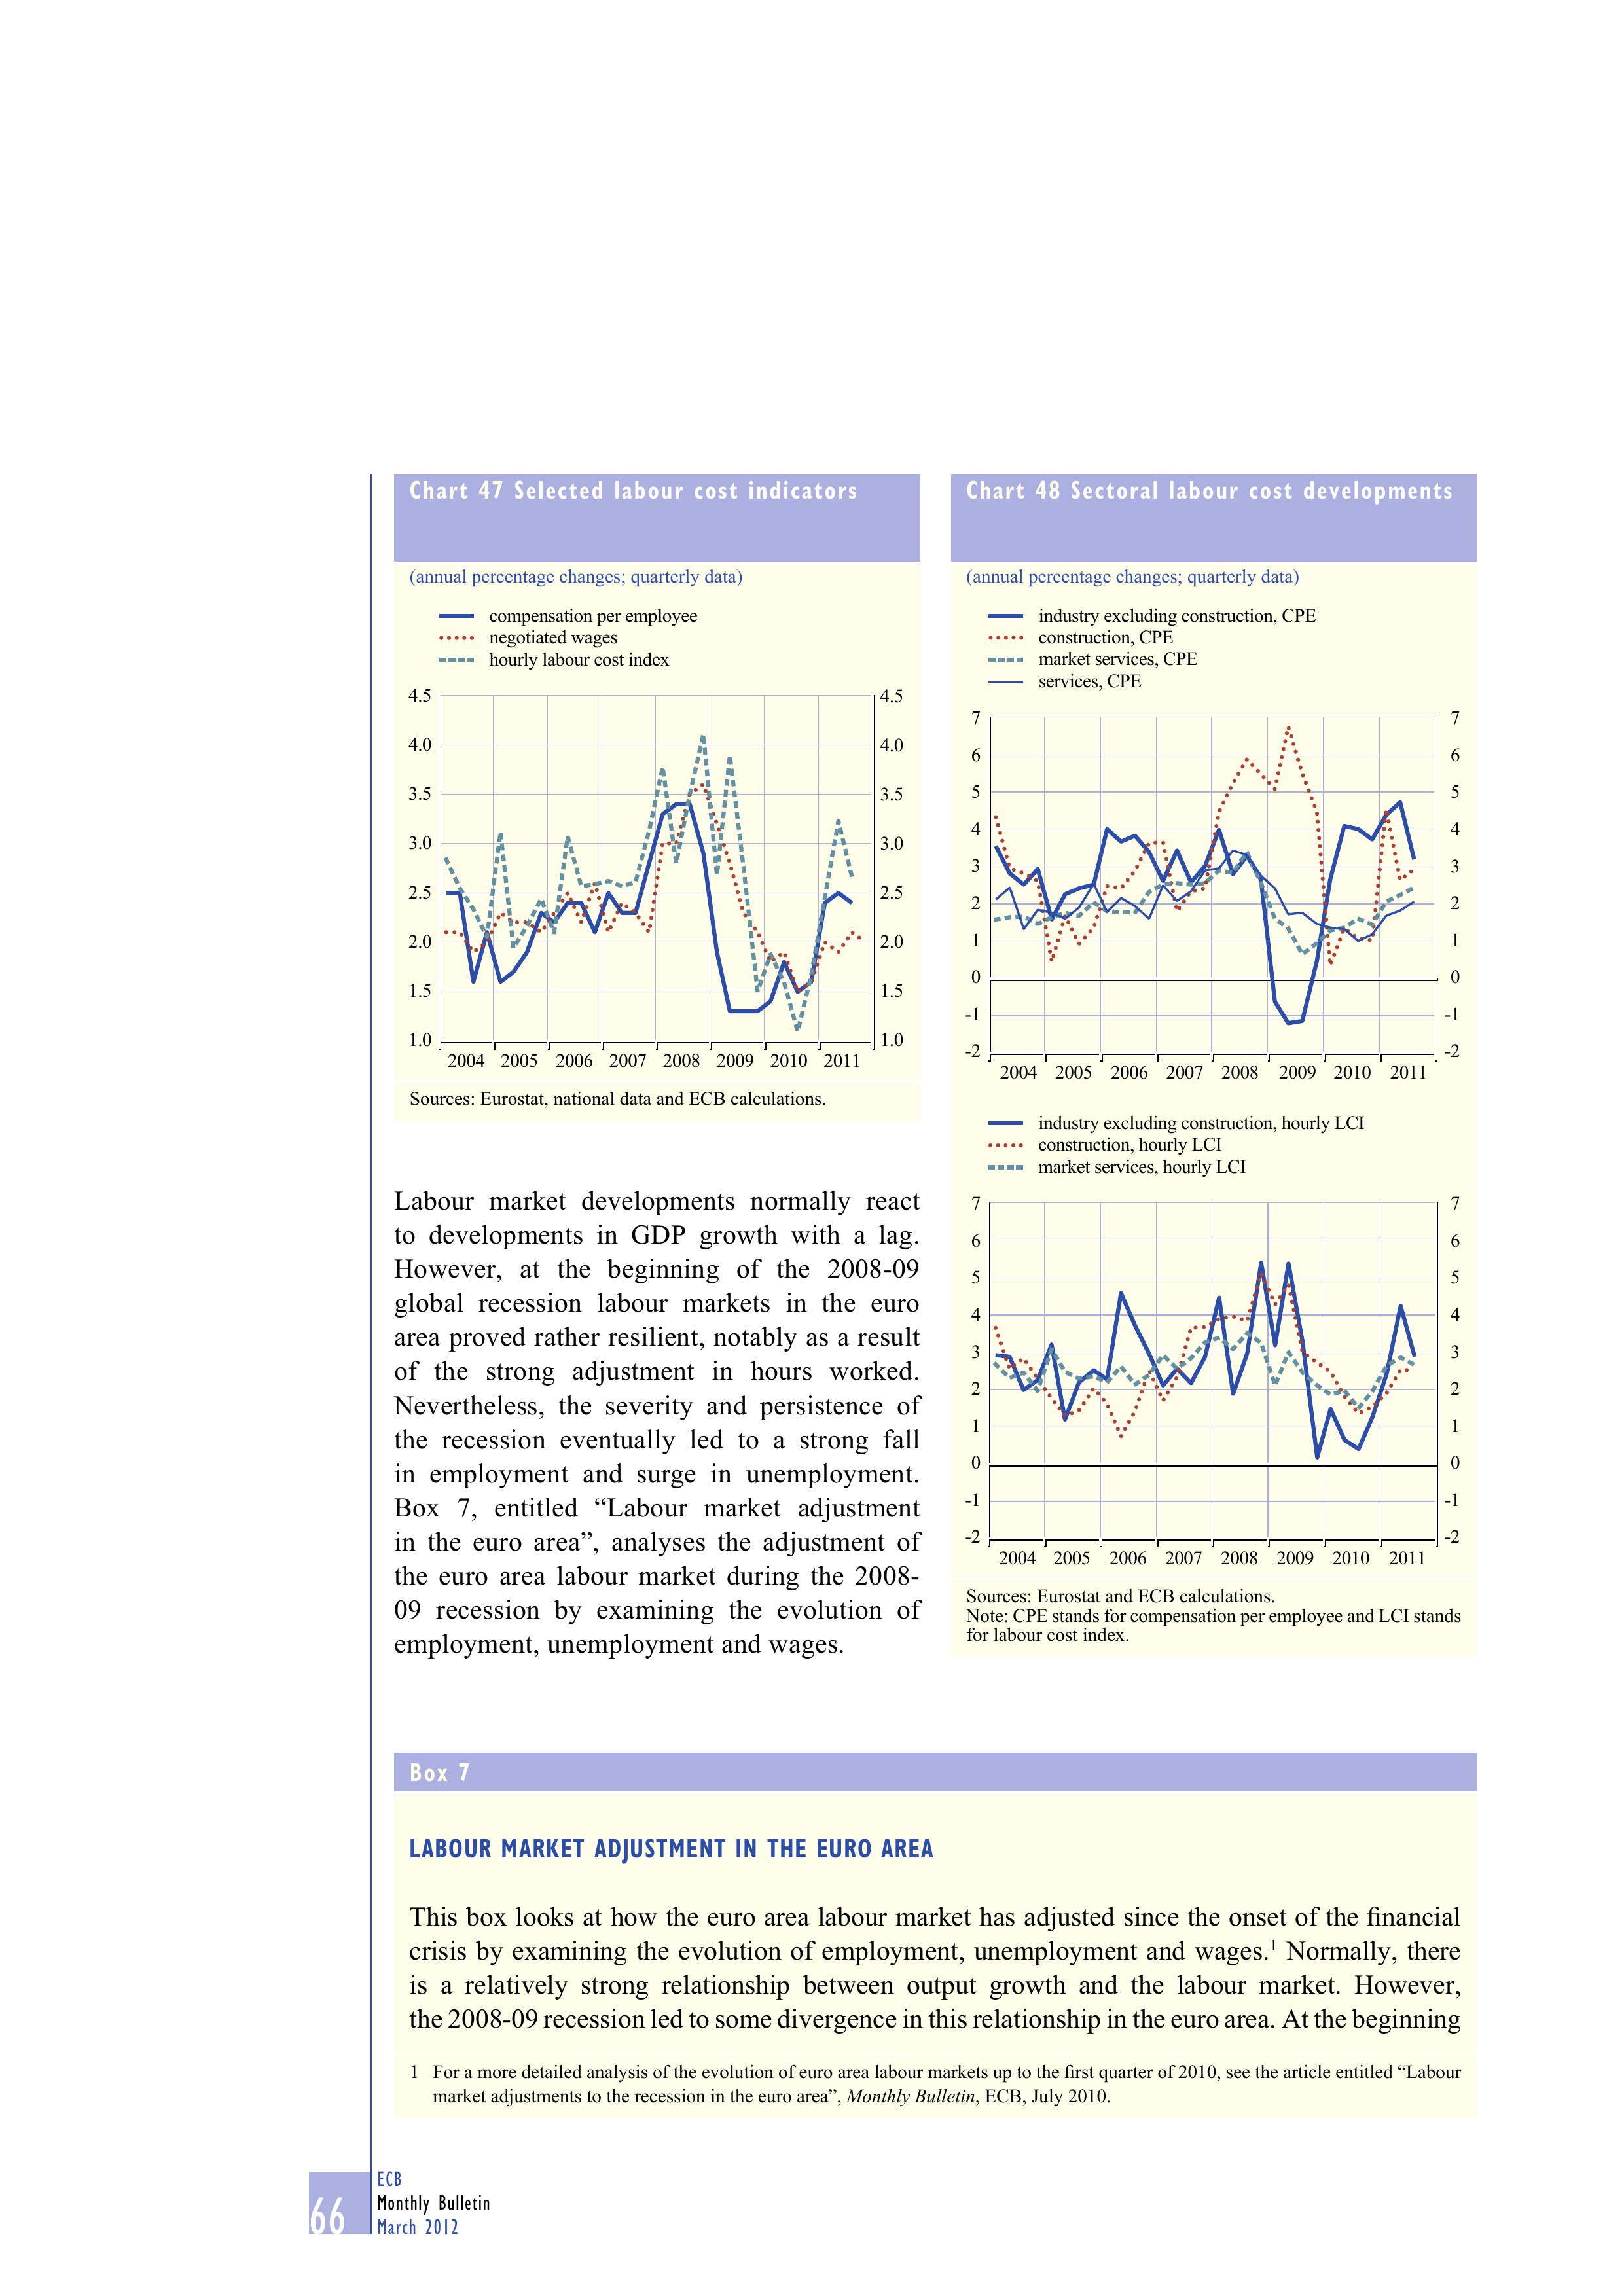 Chart 47 Selected labour cost indicators
(annual percentage changes; quarterly data)
compensation per employee
negotiated wages
hourly labour cost index
4.5 4.5
4.0 4.0
3.5 3.5
3.0 3.0
2.5 2.5
2.0 2.0
1.5 1.5
1.0 1.0
2004 2005 2006 2007 2008 2009 2010 2011
Sources: Eurostat, national data and ECB calculations.
Labour market developments normally react
to developments in GDP growth with a lag.
However, at the beginning of the 2008-09
global recession labour markets in the euro
area proved rather resilient, notably as a result
of the strong adjustment in hours worked.
Nevertheless, the severity and persistence of
the recession eventually led to a strong fall
in employment and surge in unemployment.
Box 7, entitled “Labour market adjustment
in the euro area”, analyses the adjustment of
the euro area labour market during the 2008-
09 recession by examining the evolution of
employment, unemployment and wages.
Chart 48 Sectoral labour cost developments
(annual percentage changes; quarterly data)
industry excluding construction, CPE
construction, CPE
market services, CPE
services, CPE
7 7
6 6
5 5
4 4
3 3
2 2
1 1
0 0
-1 -1
-2 -2
2004 2005 2006 2007 2008 2009 2010 2011
industry excluding construction, hourly LCI
construction, hourly LCI
market services, hourly LCI
7 7
6 6
5 5
4 4
3 3
2 2
1 1
0 0
-1 -1
-2 -2
2004 2005 2006 2007 2008 2009 2010 2011
Sources: Eurostat and ECB calculations.
Note: CPE stands for compensation per employee and LCI stands
for labour cost index.
Box 7
LABOUR MARKET ADJUSTMENT IN THE EURO AREA
This box looks at how the euro area labour market has adjusted since the onset of the financial
crisis by examining the evolution of employment, unemployment and wages.1 Normally, there
is a relatively strong relationship between output growth and the labour market. However,
the 2008-09 recession led to some divergence in this relationship in the euro area. At the beginning
1 For a more detailed analysis of the evolution of euro area labour markets up to the first quarter of 2010, see the article entitled “Labour
market adjustments to the recession in the euro area”, Monthly Bulletin, ECB, July 2010.
66
ECB
Monthly Bulletin
March 2012